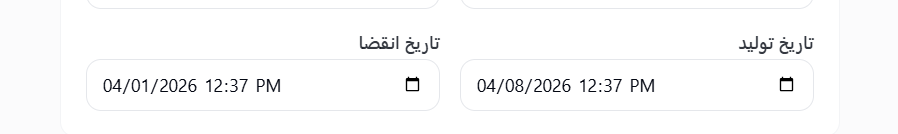 تاریخ تولید
تاریخ انقضا
04/08/2026 12:37 PM
04/01/2026 12:37 PM